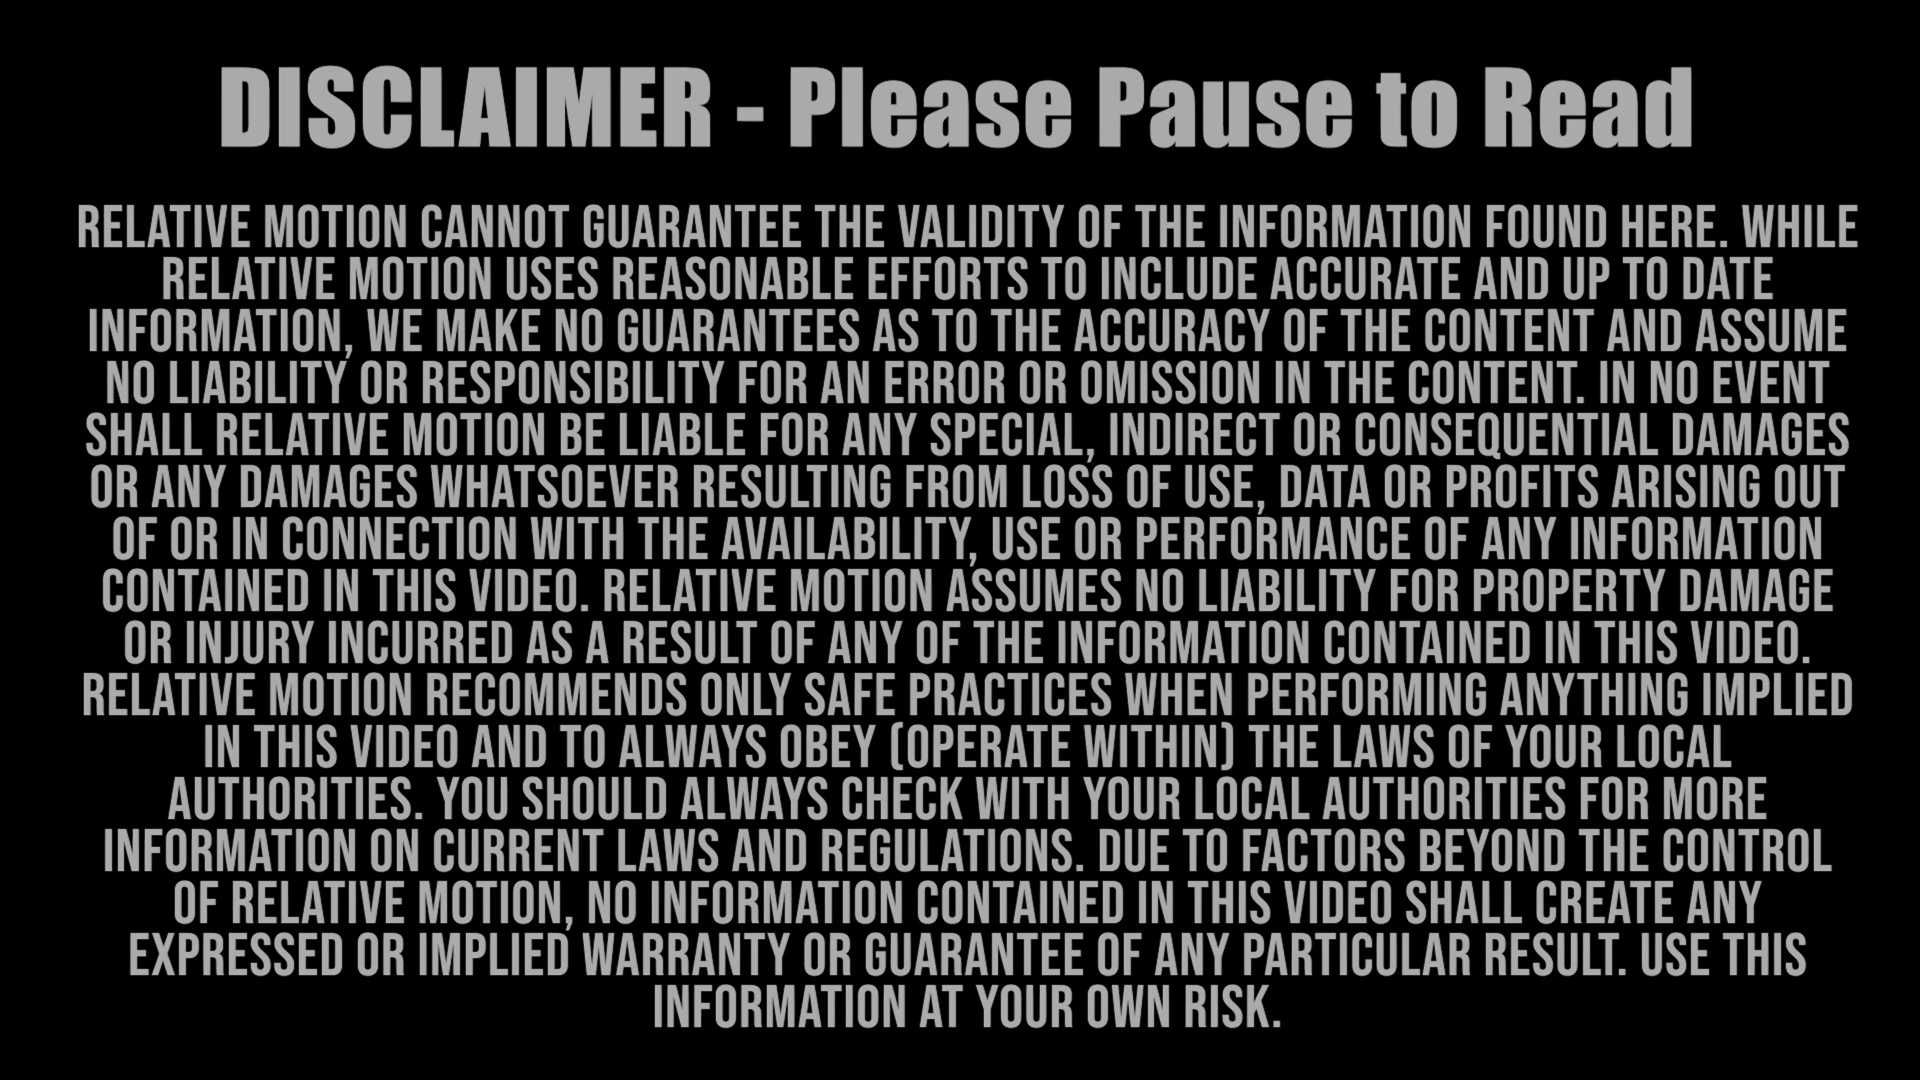 DISCLAIMER - Please Pause to Read
RELATIVE MOTION CANNOT GUARANTEE THE VALIDITY OF THE INFORMATION FOUND HERE. WHILE
RELATIVE MOTION USES REASONABLE EFFORTS TO INCLUDE ACCURATE AND UP TO DATE
INFORMATION, WE MAKE NO GUARANTEES AS TO THE ACCURACY OF THE CONTENT AND ASSUME
NO LIABILITY OR RESPONSIBILITY FOR AN ERROR OR OMISSION IN THE CONTENT. IN NO EVENT
SHALL RELATIVE MOTION BE LIABLE FOR ANY SPECIAL, INDIRECT OR CONSEQUENTIAL DAMAGES
OR ANY DAMAGES WHATSOEVER RESULTING FROM LOSS OF USE, DATA OR PROFITS ARISING OUT
OF OR IN CONNECTION WITH THE AVAILABILITY, USE OR PERFORMANCE OF ANY INFORMATION
CONTAINED IN THIS VIDEO. RELATIVE MOTION ASSUMES NO LIABILITY FOR PROPERTY DAMAGE
OR INJURY INCURRED AS A RESULT OF ANY OF THE INFORMATION CONTAINED IN THIS VIDEO.
RELATIVE MOTION RECOMMENDS ONLY SAFE PRACTICES WHEN PERFORMING ANYTHING IMPLIED
IN THIS VIDEO AND TO ALWAYS OBEY (OPERATE WITHIN) THE LAWS OF YOUR LOCAL
AUTHORITIES. YOU SHOULD ALWAYS CHECK WITH YOUR LOCAL AUTHORITIES FOR MORE
INFORMATION ON CURRENT LAWS AND REGULATIONS. DUE TO FACTORS BEYOND THE CONTROL
OF RELATIVE MOTION, NO INFORMATION CONTAINED IN THIS VIDEO SHALL CREATE ANY
EXPRESSED OR IMPLIED WARRANTY OR GUARANTEE OF ANY PARTICULAR RESULT. USE THIS
INFORMATION AT YOUR OWN RISK.